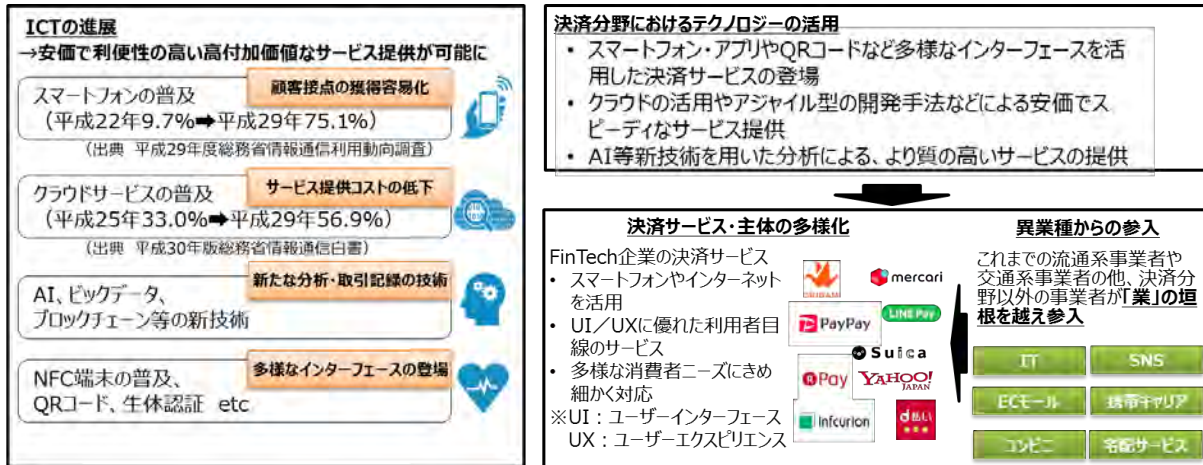 ICTの進展
→安価で利便性の高い高付加価値なサービス提供が可能に
顧客接点の獲得容易化
スマートフォンの普及
（平成22年9.7%➡平成29年75.1%）
（出典　平成29年度総務省情報通信利用動向調査）
サービス提供コストの低下
クラウドサービスの普及
（平成25年33.0%➡平成29年56.9%）
（出典　平成30年版総務省情報通信白書）
新たな分析・取引記録の技術
AI、ビックデータ、
ブロックチェーン等の新技術
多様なインターフェースの登場
NFC端末の普及、
QRコード、生体認証 etc
決済分野におけるテクノロジーの活用
• スマートフォン・アプリやQRコードなど多様なインターフェースを活
用した決済サービスの登場
• クラウドの活用やアジャイル型の開発手法などによる安価でス
ピーディなサービス提供
• AI等新技術を用いた分析による、より質の高いサービスの提供
決済サービス・主体の多様化
FinTech企業の決済サービス
• スマートフォンやインターネット
を活用
• UI／UXに優れた利用者目
線のサービス
• 多様な消費者ニーズにきめ
細かく対応
※UI：ユーザーインターフェース
UX：ユーザーエクスペリエンス
ORIGAMI
mercari
PayPay
LINE Pay
Suica
R Pay
YAHOO!
JAPAN
Infcurion
d払い
異業種からの参入
これまでの流通系事業者や
交通系事業者の他、決済分
野以外の事業者が「業」の垣
根を越え参入
IT
SNS
ECモール
携帯キャリア
コンビニ
宅配サービス